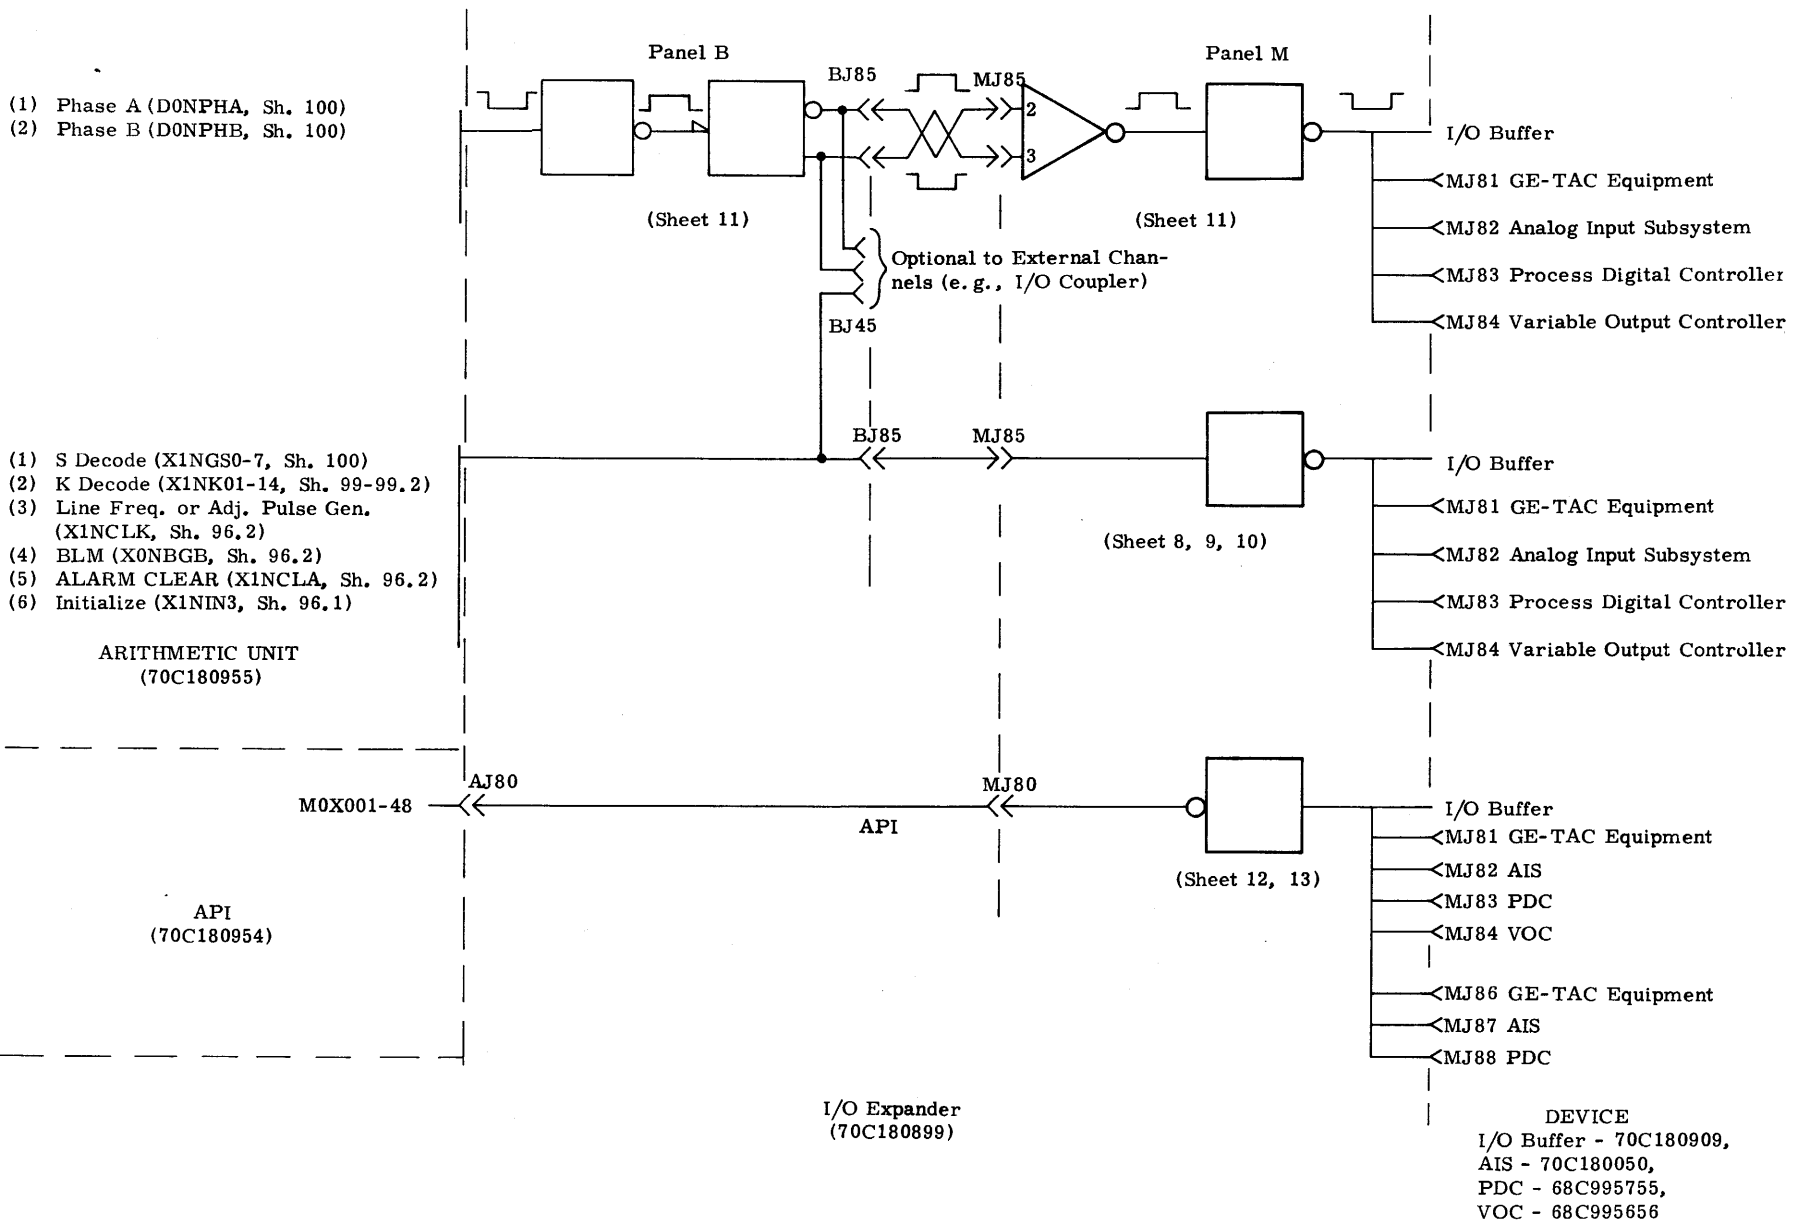 Panel B
Panel M
BJ85
MJ85
(1) Phase A (D0NPHA, Sh. 100)
(2) Phase B (D0NPHB, Sh. 100)
2
3
I/O Buffer
MJ81 GE-TAC Equipment
(Sheet 11)
(Sheet 11)
MJ82 Analog Input Subsystem
Optional to External Chan-
nels (e.g., I/O Coupler)
MJ83 Process Digital Controller
BJ45
MJ84 Variable Output Controller
BJ85
MJ85
(1) S Decode (X1NGS0-7, Sh. 100)
(2) K Decode (X1NK01-14, Sh. 99-99.2)
(3) Line Freq. or Adj. Pulse Gen.
(X1NCLK, Sh. 96.2)
(4) BLM (X0NBGB, Sh. 96.2)
(5) ALARM CLEAR (X1NCLA, Sh. 96.2)
(6) Initialize (X1NIN3, Sh. 96.1)
I/O Buffer
MJ81 GE-TAC Equipment
(Sheet 8, 9, 10)
MJ82 Analog Input Subsystem
MJ83 Process Digital Controller
MJ84 Variable Output Controller
ARITHMETIC UNIT
(70C180955)
AJ80
MJ80
M0X001-48
API
I/O Buffer
MJ81 GE-TAC Equipment
(Sheet 12, 13)
MJ82 AIS
MJ83 PDC
MJ84 VOC
API
(70C180954)
MJ86 GE-TAC Equipment
MJ87 AIS
MJ88 PDC
I/O Expander
(70C180899)
DEVICE
I/O Buffer - 70C180909,
AIS - 70C180050,
PDC - 68C995755,
VOC - 68C995656